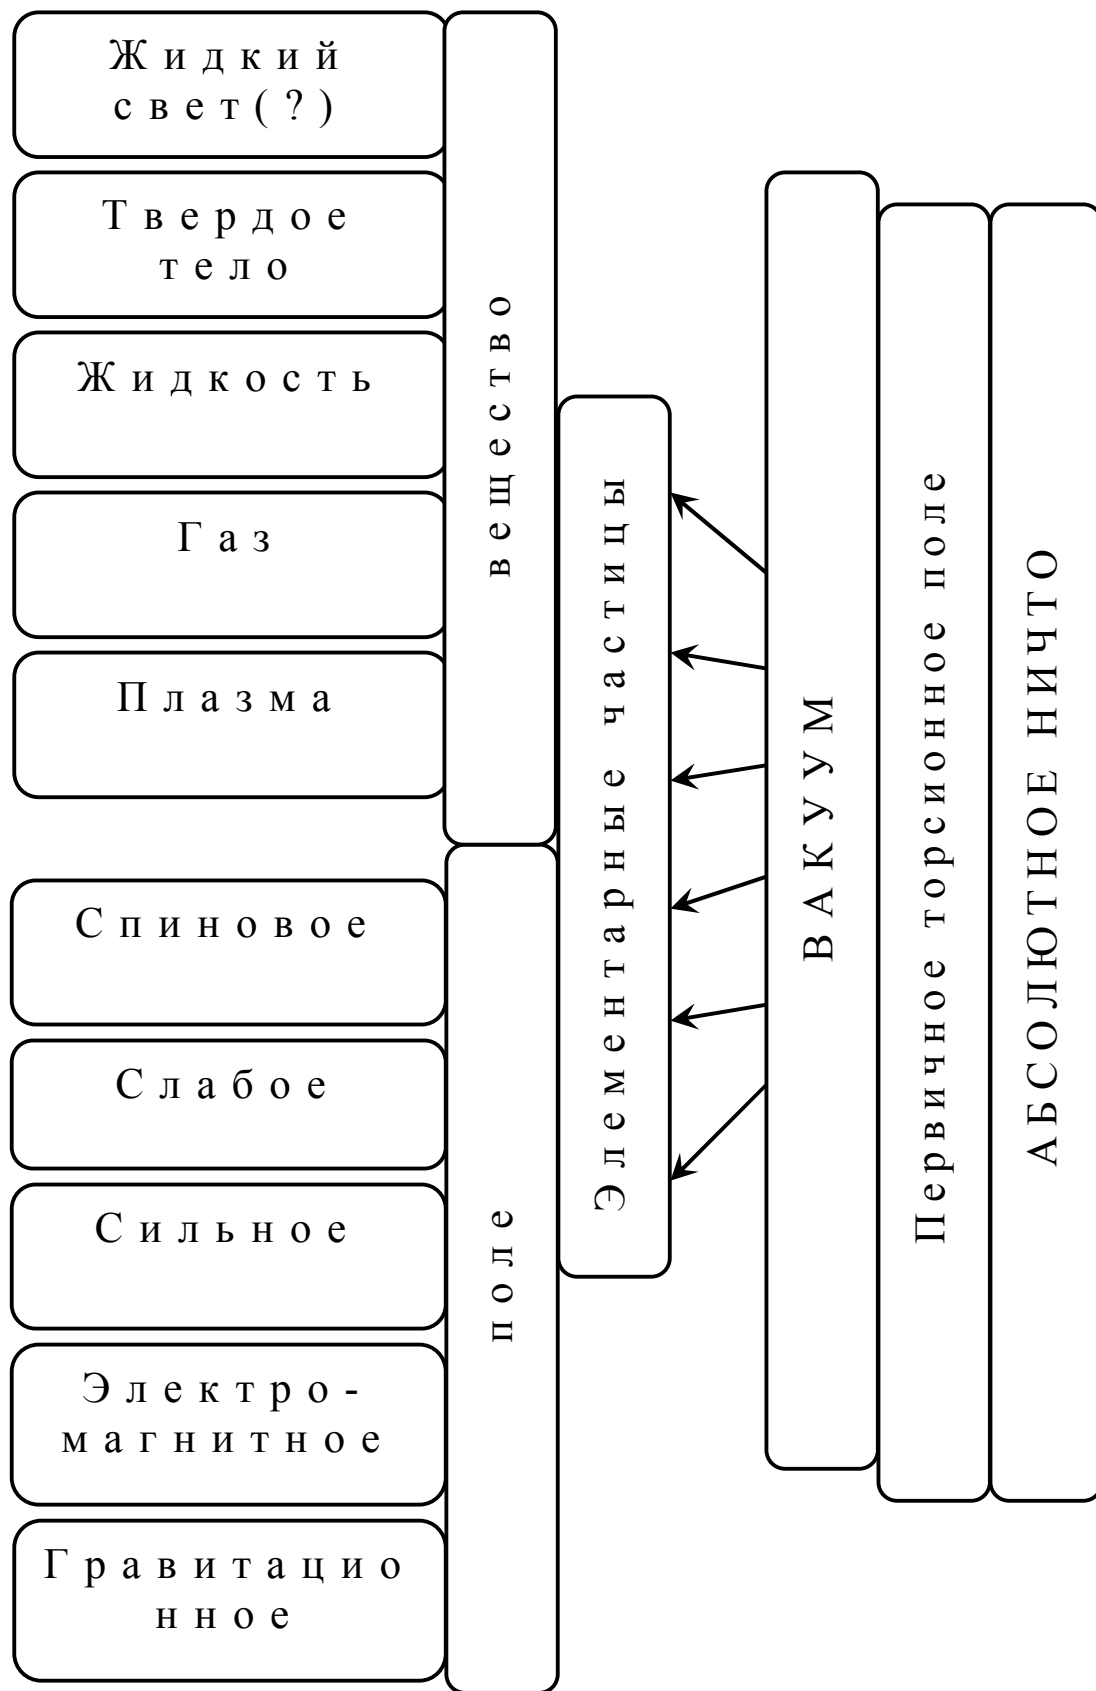 Жидкий
свет(?)
Твердое
тело
Жидкость
Газ
Плазма
Спиновое
Слабое
Сильное
Электро-
магнитное
Гравитацио
нное
вещество
поле
Элементарные частицы
ВАКУУМ
Первичное торсионное поле
АБСОЛЮТНОЕ НИЧТО